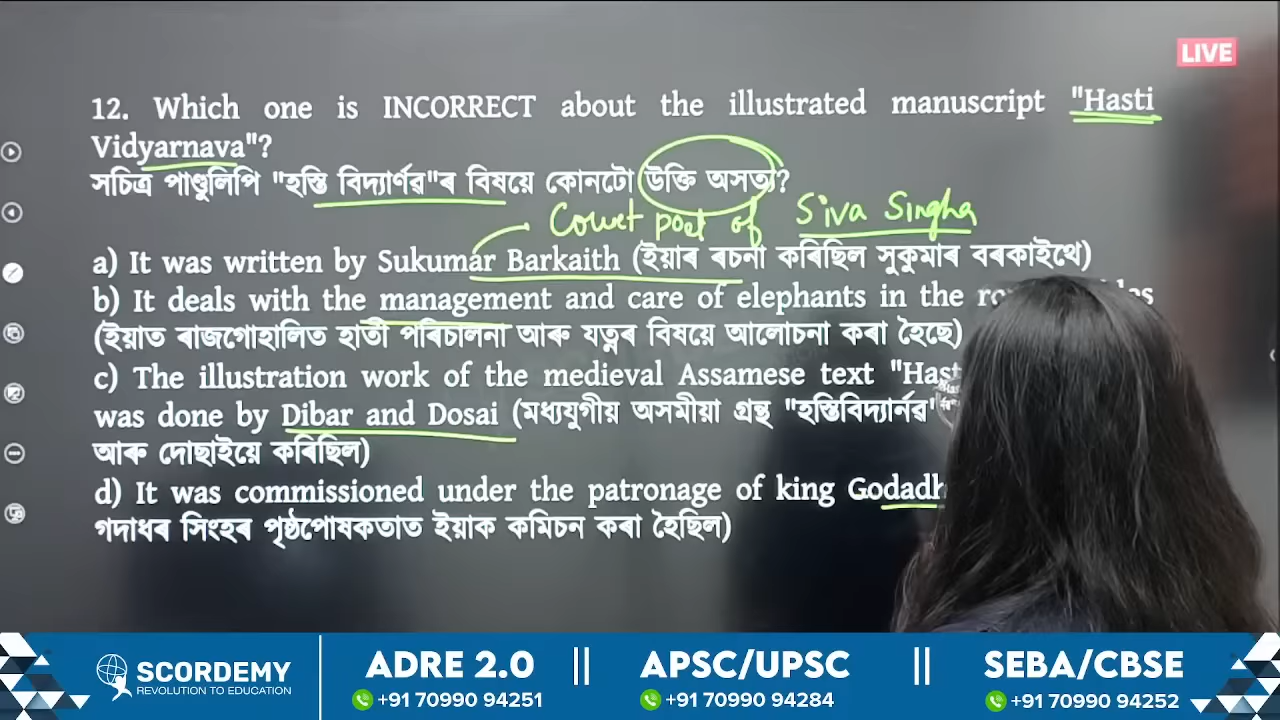 LIVE
12. Which one is INCORRECT about the illustrated manuscript "Hasti
Vidyarnava"?
সচিত্ৰ পাণ্ডুলিপি "হস্তি বিদ্যাৰ্ণৱ"ৰ বিষয়ে কোনটো উক্তি অসত্য?
Court poet of Siva Singha
a) It was written by Sukumar Barkaith (ইয়াৰ ৰচনা কৰিছিল সুকুমাৰ বৰকাইথে)
b) It deals with the management and care of elephants in the
(ইয়াত ৰাজগোহালিত হাতী পৰিচালনা আৰু যত্নৰ বিষয়ে আলোচনা কৰা হৈছে)
c) The illustration work of the medieval Assamese text "Hast
was done by Dibar and Dosai (মধ্যযুগীয় অসমীয়া গ্ৰন্থ "হস্তিবিদ্যাৰ্নৱ"
আৰু দোছাইয়ে কৰিছিল)
d) It was commissioned under the patronage of king Godadh
গদাধৰ সিংহৰ পৃষ্ঠপোষকতাত ইয়াক কমিচন কৰা হৈছিল)
SCORDEMY
REVOLUTION TO EDUCATION
ADRE 2.0 || APSC/UPSC || SEBA/CBSE
+91 70990 94251 +91 70990 94284 +91 70990 94252